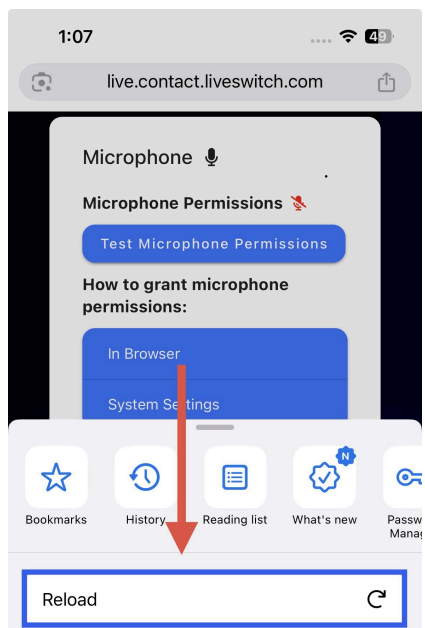 1:07
49
live.contact.liveswitch.com
Microphone
Microphone Permissions
Test Microphone Permissions
How to grant microphone
permissions:
In Browser
System Settings
N
Bookmarks
History
Reading list
What's new
Passw
Manag
Reload